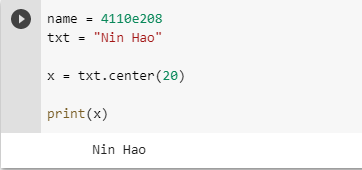 name = 4110e208
txt = "Nin Hao"
x = txt.center(20)
print(x)
Nin Hao